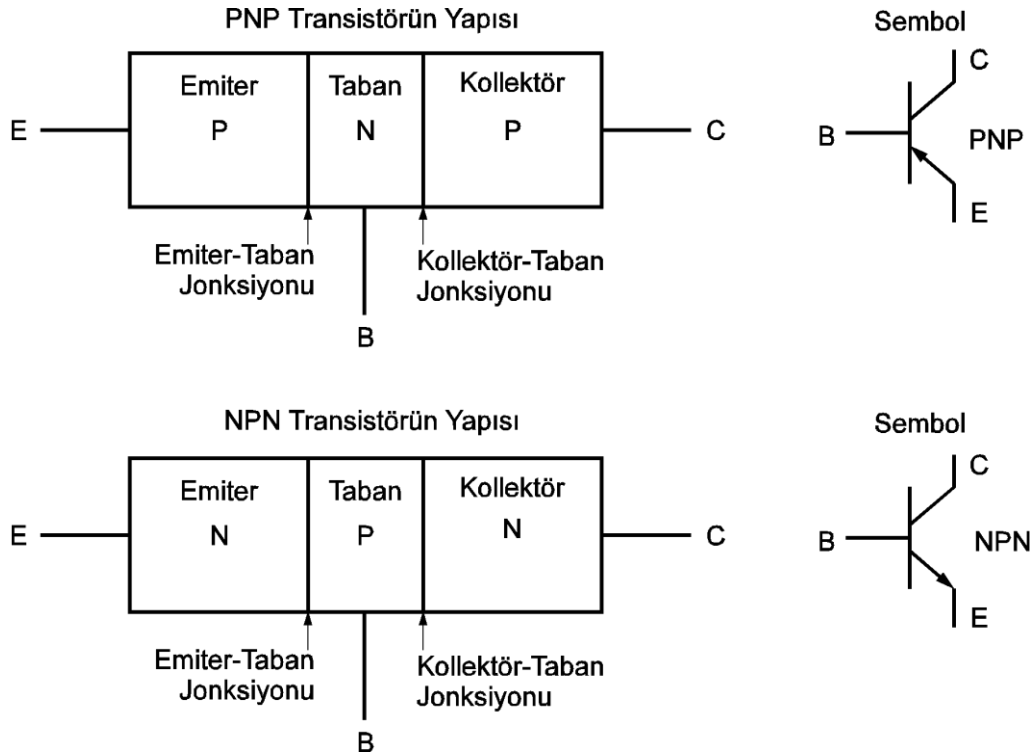 PNP Transistörün Yapısı
Sembol
Emiter
Taban
Kollektör
P
N
P
E
C
C
B
PNP
E
Emiter-Taban
Jonksiyonu
Kollektör-Taban
Jonksiyonu
B
NPN Transistörün Yapısı
Sembol
Emiter
Taban
Kollektör
N
P
N
E
C
C
B
NPN
E
Emiter-Taban
Jonksiyonu
Kollektör-Taban
Jonksiyonu
B